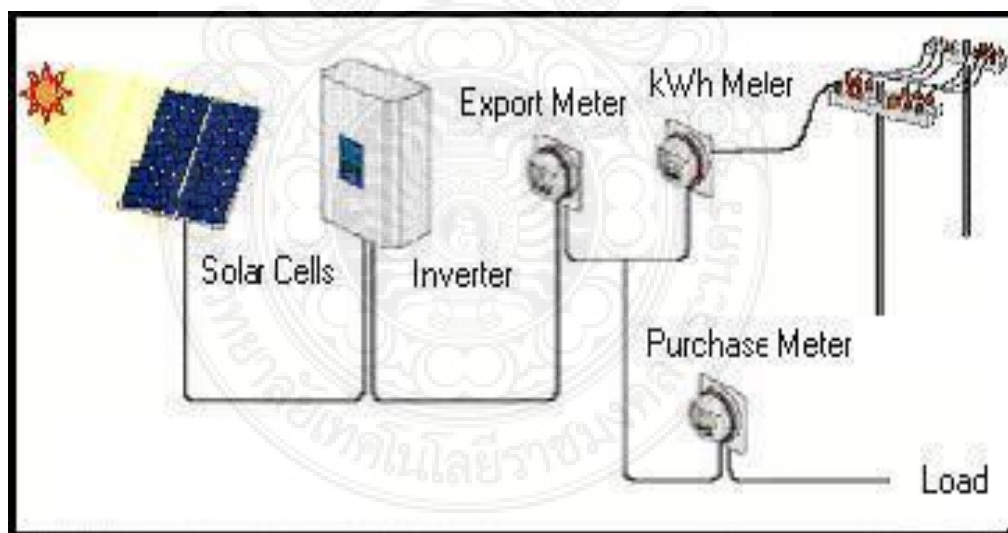 Export Meter
kWh Meler
Solar Cells
Inverter
Purchase Meter
Load